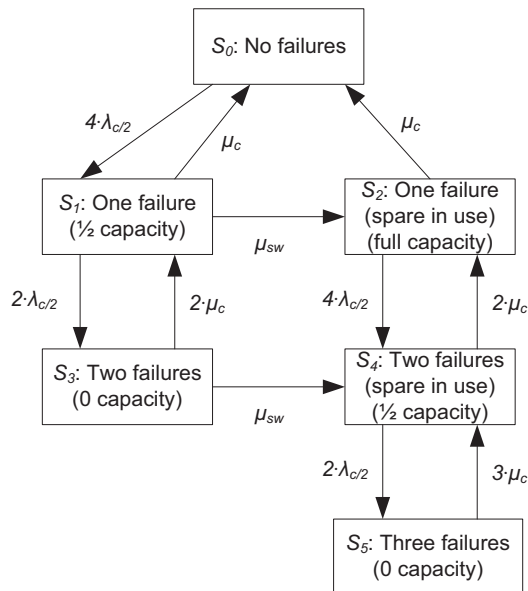 S₀: No failures
4·λc/2
μc
μc
S₁: One failure
(½ capacity)
μsw
S₂: One failure
(spare in use)
(full capacity)
2·λc/2
2·μc
4·λc/2
2·μc
S₃: Two failures
(0 capacity)
μsw
S₄: Two failures
(spare in use)
(½ capacity)
2·λc/2
3·μc
S₅: Three failures
(0 capacity)